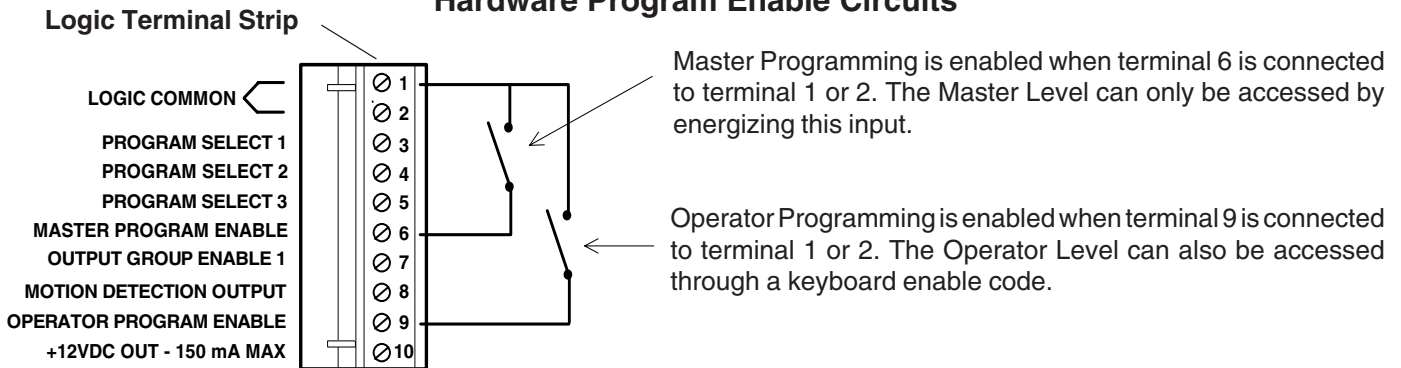 Hardware Program Enable Circuits
Logic Terminal Strip
LOGIC COMMON
PROGRAM SELECT 1
PROGRAM SELECT 2
PROGRAM SELECT 3
MASTER PROGRAM ENABLE
OUTPUT GROUP ENABLE 1
MOTION DETECTION OUTPUT
OPERATOR PROGRAM ENABLE
+12VDC OUT - 150 mA MAX
1
2
3
4
5
6
7
8
9
10
Master Programming is enabled when terminal 6 is connected
to terminal 1 or 2. The Master Level can only be accessed by
energizing this input.
Operator Programming is enabled when terminal 9 is connected
to terminal 1 or 2. The Operator Level can also be accessed
through a keyboard enable code.